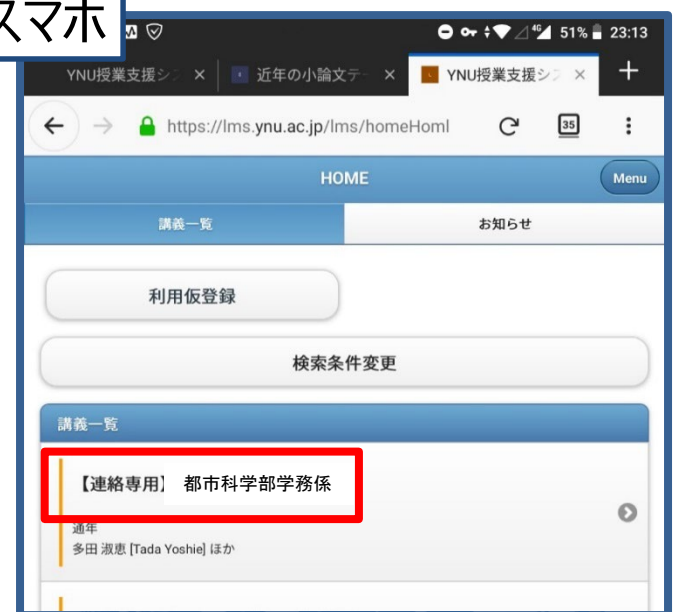 スマホ
51% 23:13
YNU授業支援シ × 近年の小論文テ × YNU授業支援シ × +
https://lms.ynu.ac.jp/lms/homeHoml 35
HOME Menu
講義一覧 お知らせ
利用仮登録
検索条件変更
講義一覧
【連絡専用】 都市科学部学務係
通年
多田 淑恵 [Tada Yoshie] ほか